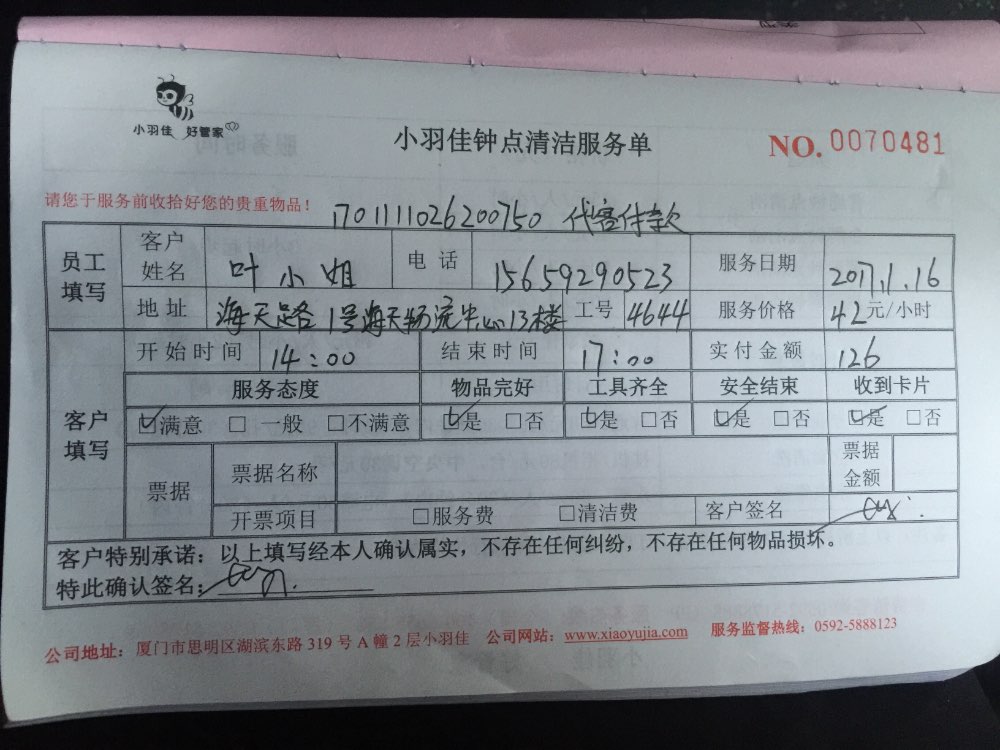 小羽佳 好管家
小羽佳钟点清洁服务单
NO. 0070481
请您于服务前收拾好您的贵重物品！
1701111026200750 代客付款
员工填写 客户姓名 叶小姐 电话 15659290523 服务日期 2017.1.16
地址 海天路1号海天物流中心13楼 工号 4644 服务价格 42元/小时
客户填写 开始时间 14:00 结束时间 17:00 实付金额 126
服务态度 物品完好 工具齐全 安全结束 收到卡片
☑满意 □一般 □不满意 ☑是 □否 ☑是 □否 ☑是 □否 ☑是 □否
票据 票据名称 票据金额
开票项目 □服务费 □清洁费 客户签名
客户特别承诺：以上填写经本人确认属实，不存在任何纠纷，不存在任何物品损坏。
特此确认签名：
公司地址：厦门市思明区湖滨东路319号A幢2层小羽佳 公司网站：www.xiaoyujia.com 服务监督热线：0592-5888123